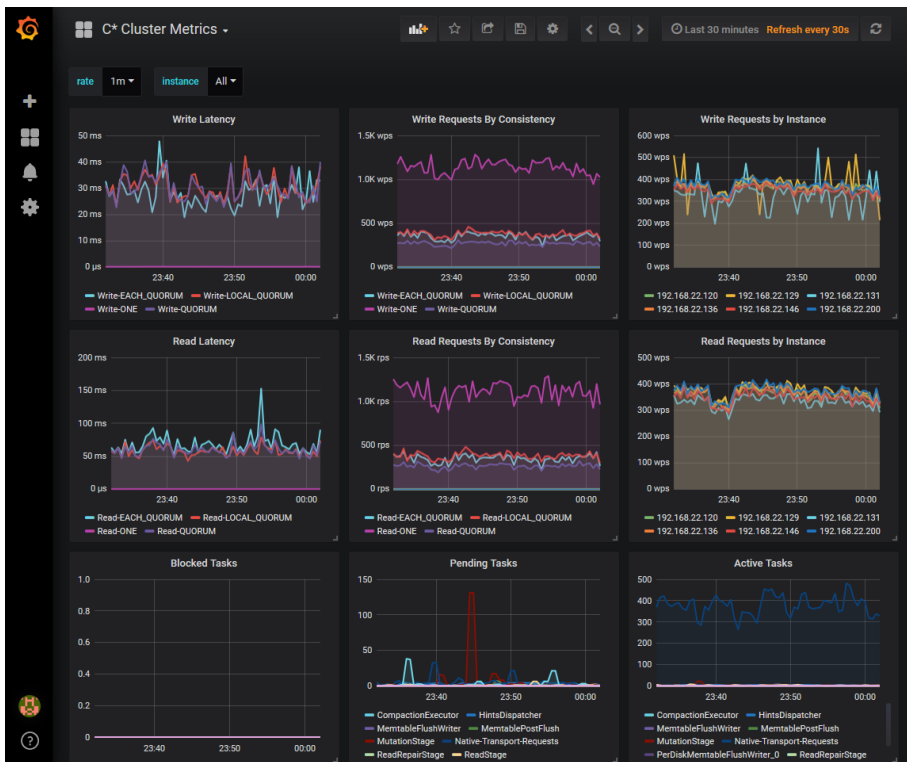 C* Cluster Metrics
Last 30 minutes Refresh every 30s
rate 1m instance All
Write Latency
50 ms
40 ms
30 ms
20 ms
10 ms
0 µs
23:40 23:50 00:00
Write-EACH_QUORUM Write-LOCAL_QUORUM
Write-ONE Write-QUORUM
Write Requests By Consistency
1.5K wps
1.0K wps
500 wps
0 wps
23:40 23:50 00:00
Write-EACH_QUORUM Write-LOCAL_QUORUM
Write-ONE Write-QUORUM
Write Requests by Instance
600 wps
500 wps
400 wps
300 wps
200 wps
100 wps
0 wps
23:40 23:50 00:00
192.168.22.120 192.168.22.129 192.168.22.131
192.168.22.136 192.168.22.146 192.168.22.200
Read Latency
200 ms
150 ms
100 ms
50 ms
0 µs
23:40 23:50 00:00
Read-EACH_QUORUM Read-LOCAL_QUORUM
Read-ONE Read-QUORUM
Read Requests By Consistency
1.5K rps
1.0K rps
500 rps
0 rps
23:40 23:50 00:00
Read-EACH_QUORUM Read-LOCAL_QUORUM
Read-ONE Read-QUORUM
Read Requests by Instance
500 wps
400 wps
300 wps
200 wps
100 wps
0 wps
23:40 23:50 00:00
192.168.22.120 192.168.22.129 192.168.22.131
192.168.22.136 192.168.22.146 192.168.22.200
Blocked Tasks
1.0
0.8
0.6
0.4
0.2
0
23:40 23:50 00:00
Pending Tasks
150
100
50
0
23:40 23:50 00:00
CompactionExecutor HintsDispatcher
MemtableFlushWriter MemtablePostFlush
MutationStage Native-Transport-Requests
ReadRepairStage ReadStage
Active Tasks
500
400
300
200
100
0
23:40 23:50 00:00
CompactionExecutor HintsDispatcher
MemtableFlushWriter MemtablePostFlush
MutationStage Native-Transport-Requests
PerDiskMemtableFlushWriter_0 ReadRepairStage